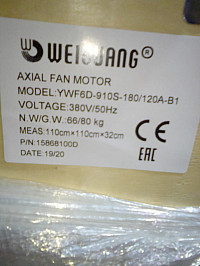 WEIGUANG®
AXIAL FAN MOTOR
MODEL:YWF6D-910S-180/120A-B1
VOLTAGE:380V/50Hz
N.W/G.W.:66/80 kg
MEAS:110cm×110cm×32cm
P/N:15868100D
DATE:19/20
CE
EAC